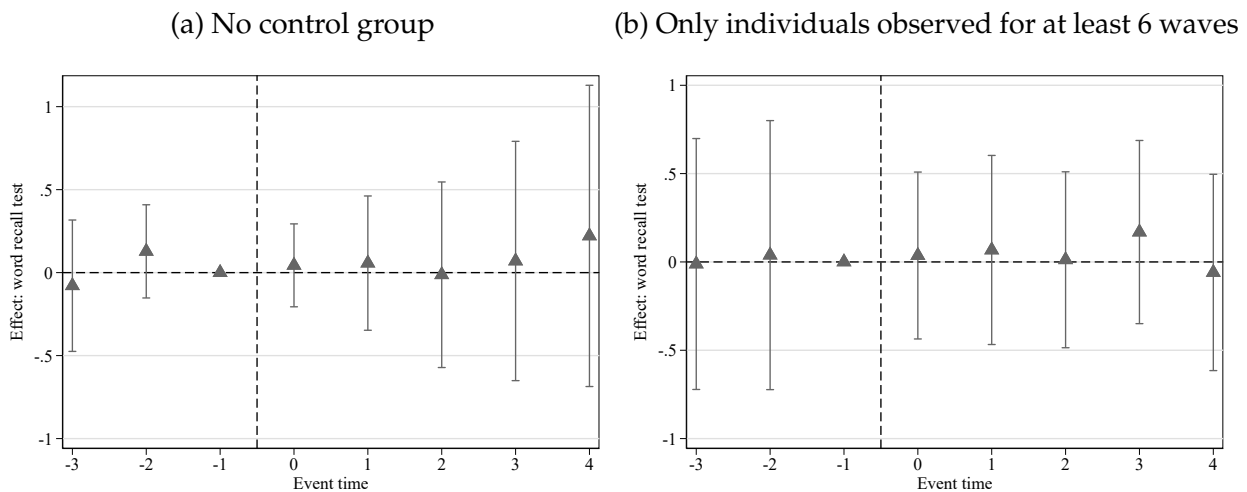 (a) No control group
(b) Only individuals observed for at least 6 waves
Effect: word recall test
1
.5
0
-.5
-1
-3 -2 -1 0 1 2 3 4
Event time
Effect: word recall test
1
.5
0
-.5
-1
-3 -2 -1 0 1 2 3 4
Event time